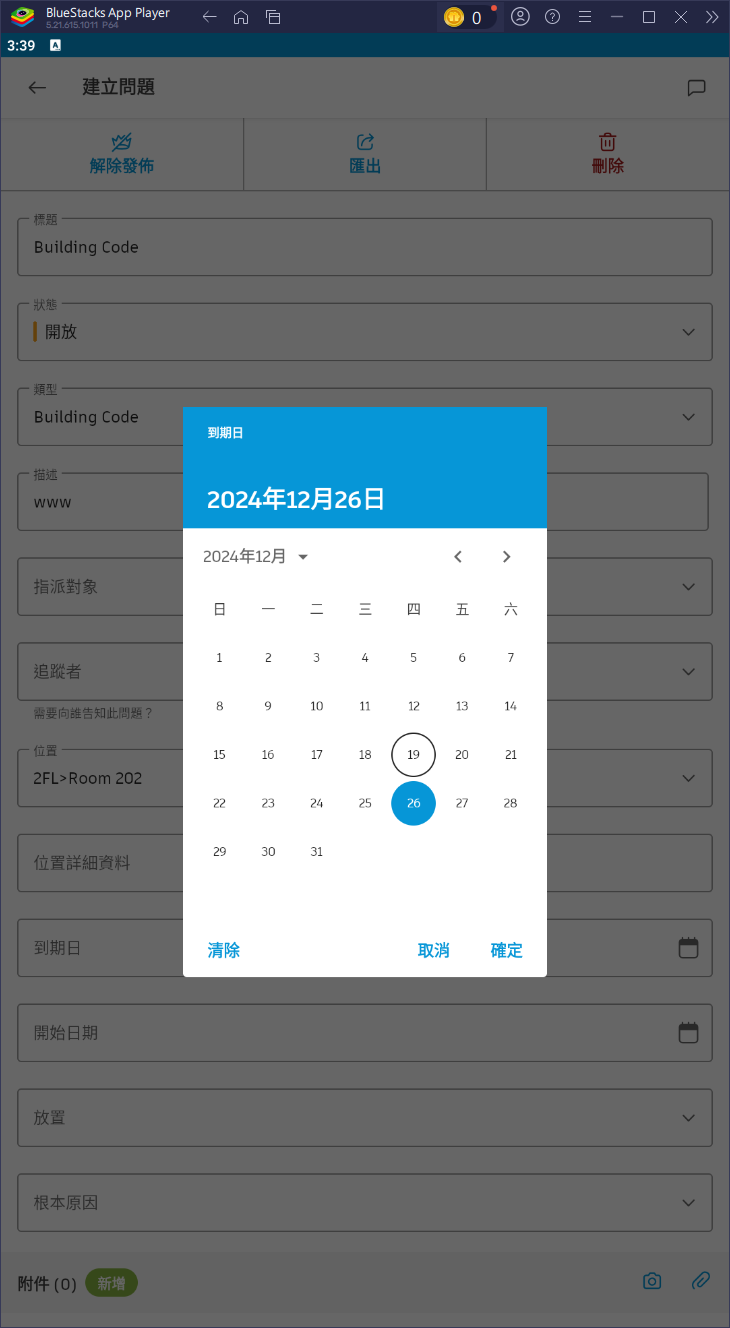 BlueStacks App Player
5.21.615.1011 P64
0
3:39
A
建立問題
解除發佈
匯出
刪除
標題
Building Code
狀態
開放
類型
Building Code
描述
www
指派對象
追蹤者
需要向誰告知此問題？
位置
2FL>Room 202
位置詳細資料
到期日
開始日期
放置
根本原因
附件 (0) 新增
到期日
2024年12月26日
2024年12月
日 一 二 三 四 五 六
1 2 3 4 5 6 7
8 9 10 11 12 13 14
15 16 17 18 19 20 21
22 23 24 25 26 27 28
29 30 31
清除 取消 確定